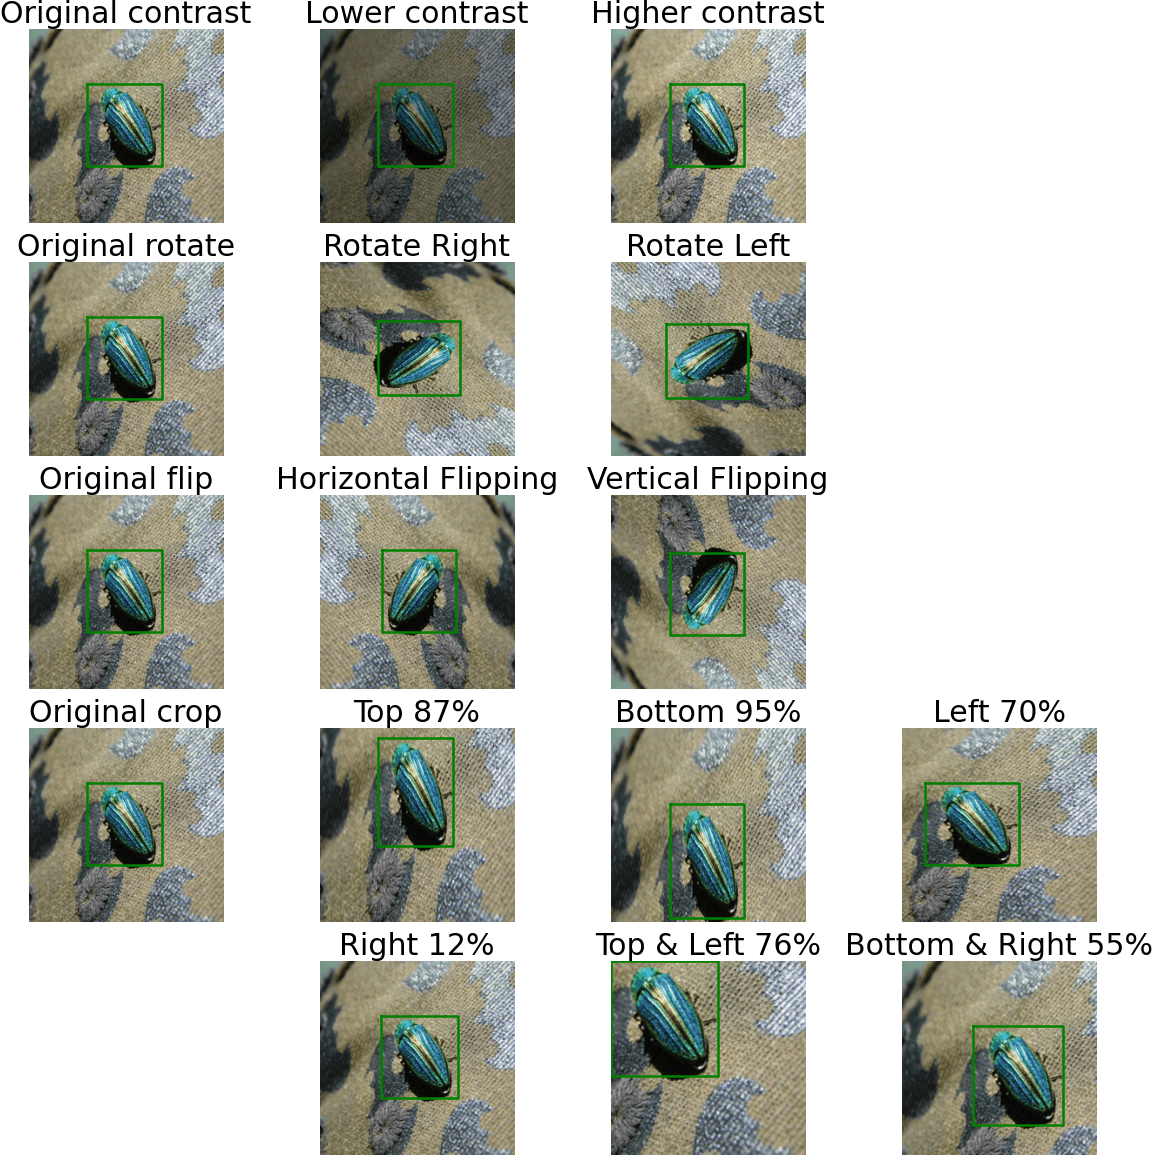 Original contrast
Lower contrast
Higher contrast
Original rotate
Rotate Right
Rotate Left
Original flip
Horizontal Flipping
Vertical Flipping
Original crop
Top 87%
Bottom 95%
Left 70%
Right 12%
Top & Left 76%
Bottom & Right 55%